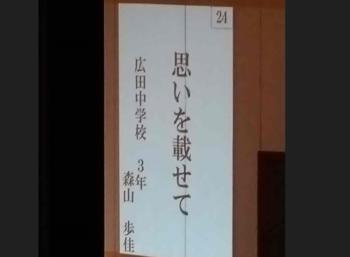 24
思いを載せて
広田中学校 3年
森山 歩佳